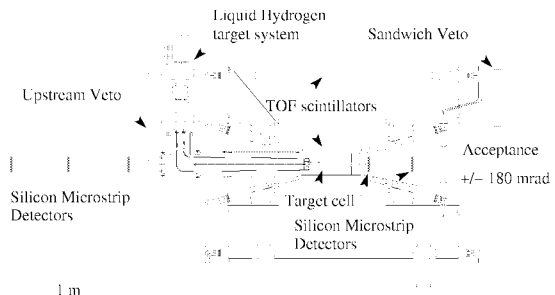 Liquid Hydrogen
target system
Sandwich Veto
Upstream Veto
TOF scintillators
Acceptance
+/− 180 mrad
Silicon Microstrip
Detectors
Target cell
Silicon Microstrip
Detectors
1 m